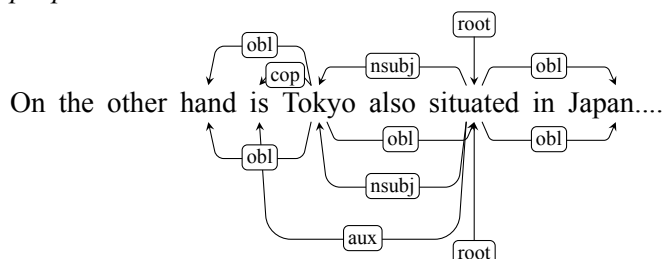 root
obl nsubj obl
cop
On the other hand is Tokyo also situated in Japan....
obl obl obl
nsubj
aux
root